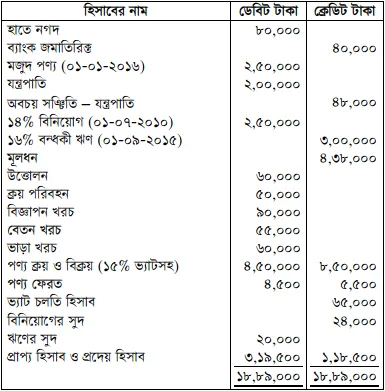 হিসাবের নাম ডেবিট টাকা ক্রেডিট টাকা
হাতে নগদ ৮০,০০০
ব্যাংক জমাতিরিক্ত ৪০,০০০
মজুদ পণ্য (০১-০১-২০১৬) ২,৫০,০০০
যন্ত্রপাতি ২,০০,০০০
অবচয় সঞ্চিতি – যন্ত্রপাতি ৪৮,০০০
১৪% বিনিয়োগ (০১-০৭-২০১০) ২,৫০,০০০
১৬% বন্ধকী ঋণ (০১-০৯-২০১৫) ৩,০০,০০০
মূলধন ৪,৩৮,০০০
উত্তোলন ৬০,০০০
ক্রয় পরিবহন ৫০,০০০
বিজ্ঞাপন খরচ ৯০,০০০
বেতন খরচ ৫৫,০০০
ভাড়া খরচ ৬০,০০০
পণ্য ক্রয় ও বিক্রয় (১৫% ভ্যাটসহ) ৪,৫০,০০০ ৮,৫০,০০০
পণ্য ফেরত ৪,৫০০ ৫,৫০০
ভ্যাট চলতি হিসাব ৬৫,০০০
বিনিয়োগের সুদ ২৪,০০০
ঋণের সুদ ২০,০০০
প্রাপ্য হিসাব ও প্রদেয় হিসাব ৩,১৯,৫০০ ১,১৮,৫০০
১৮,৮৯,০০০ ১৮,৮৯,০০০